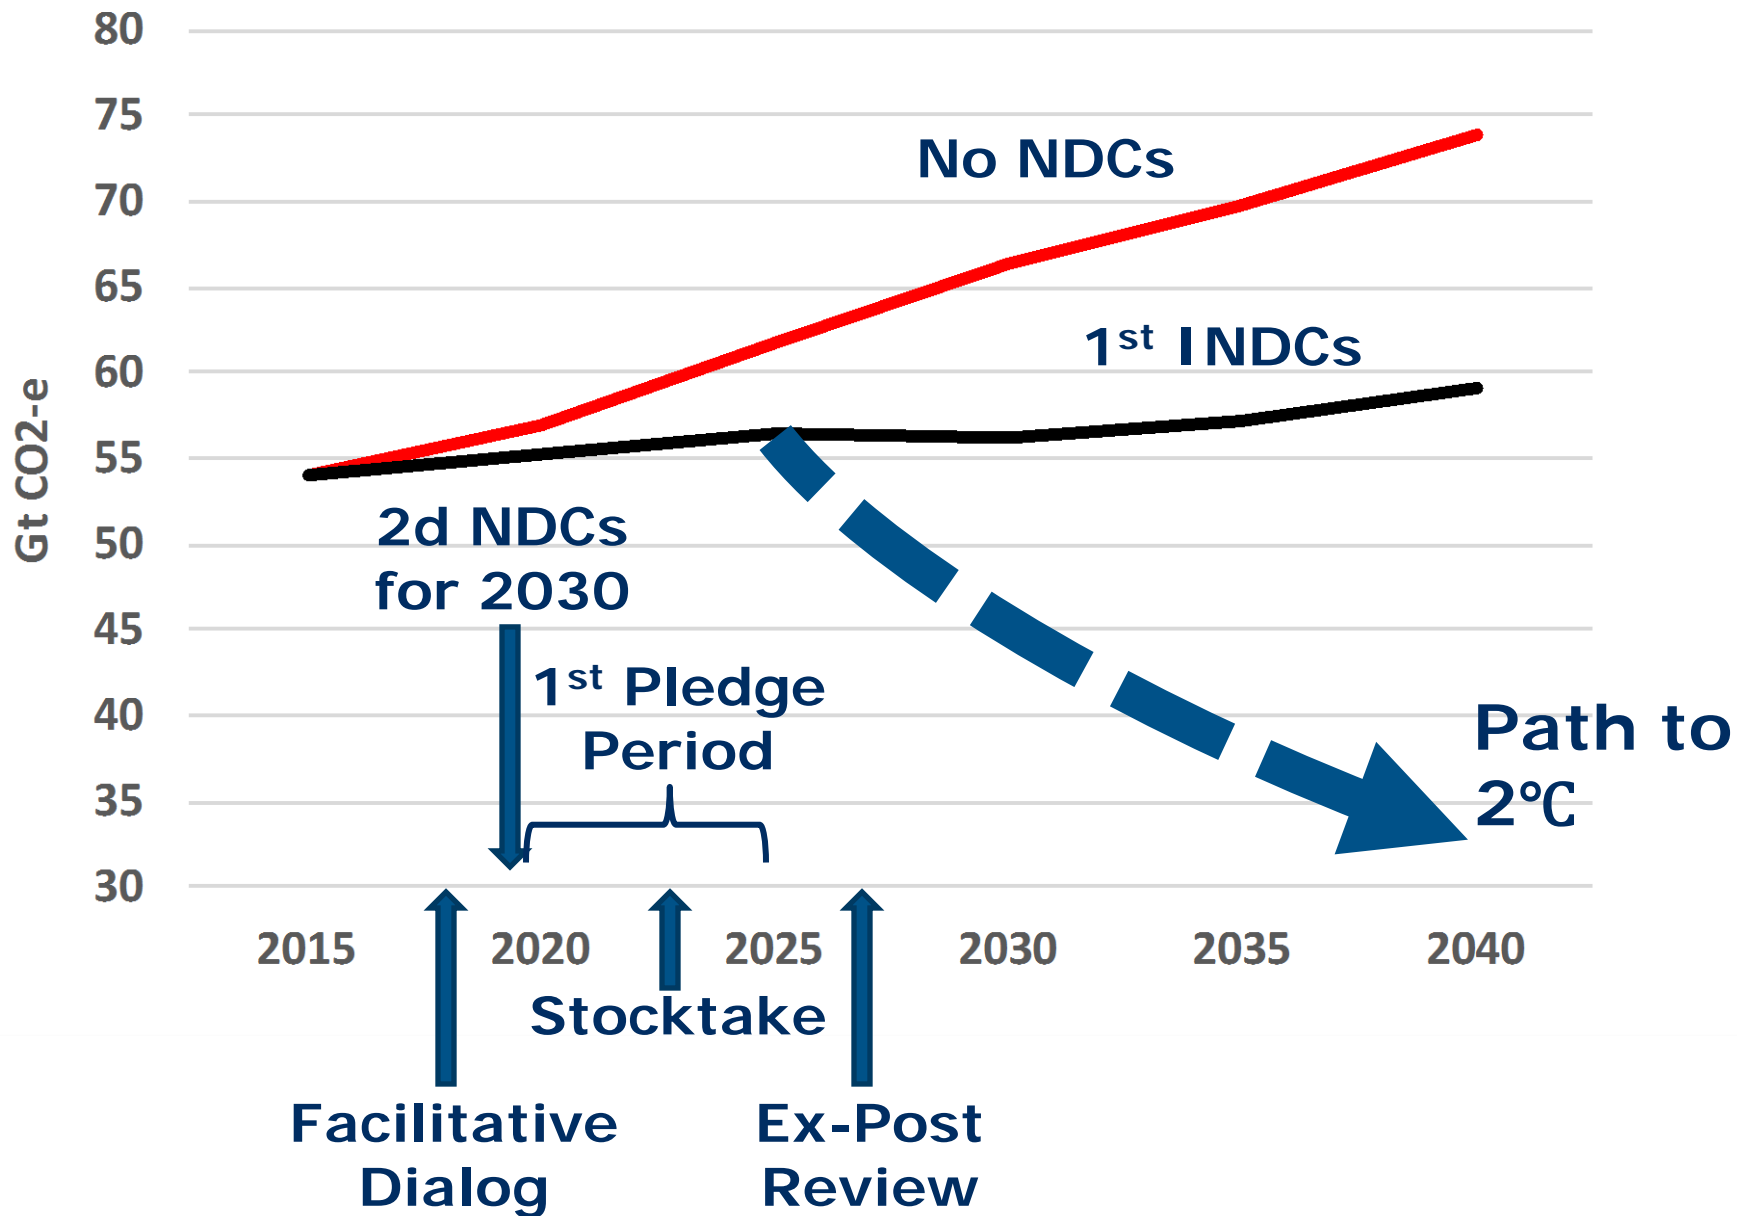 80
75
70
65
60
55
50
45
40
35
30
Gt CO2-e
No NDCs
1st INDCs
2d NDCs
for 2030
1st Pledge
Period
Path to
2℃
2015 2020 2025 2030 2035 2040
Stocktake
Facilitative
Dialog
Ex-Post
Review